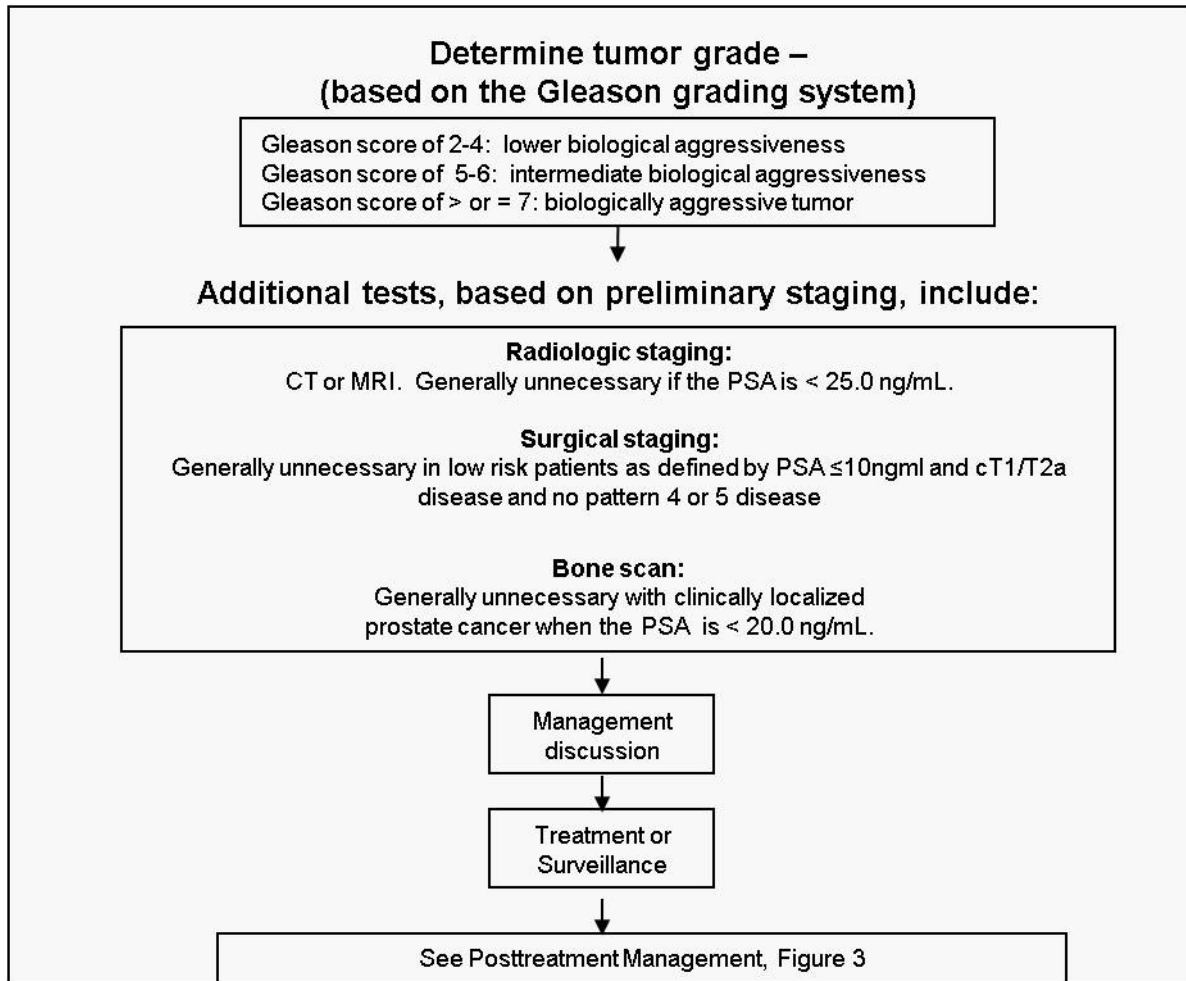 Determine tumor grade –
(based on the Gleason grading system)
Gleason score of 2-4: lower biological aggressiveness
Gleason score of 5-6: intermediate biological aggressiveness
Gleason score of > or = 7: biologically aggressive tumor
Additional tests, based on preliminary staging, include:
Radiologic staging:
CT or MRI. Generally unnecessary if the PSA is < 25.0 ng/mL.
Surgical staging:
Generally unnecessary in low risk patients as defined by PSA ≤10ngml and cT1/T2a
disease and no pattern 4 or 5 disease
Bone scan:
Generally unnecessary with clinically localized
prostate cancer when the PSA is < 20.0 ng/mL.
Management
discussion
Treatment or
Surveillance
See Posttreatment Management, Figure 3